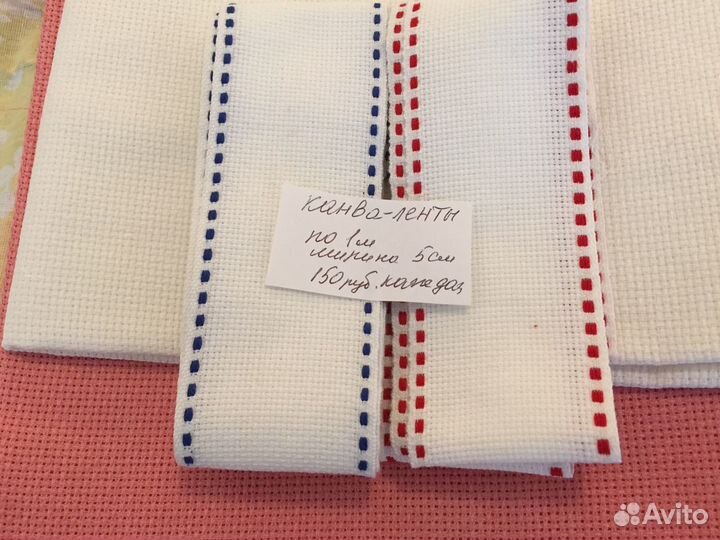 канва-ленты
по 1м
ширина 5см
150руб. каждая
Avito